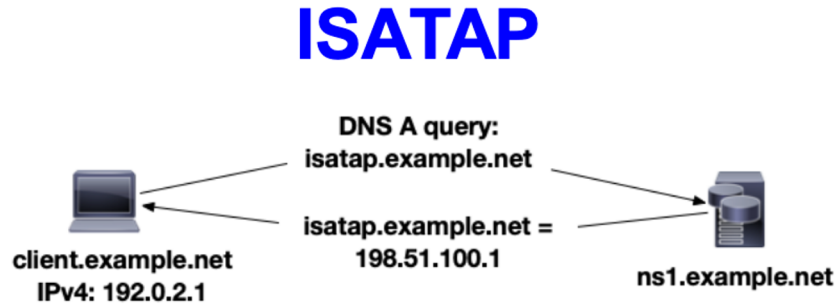 ISATAP
DNS A query:
isatap.example.net
isatap.example.net =
198.51.100.1
client.example.net
IPv4: 192.0.2.1
ns1.example.net